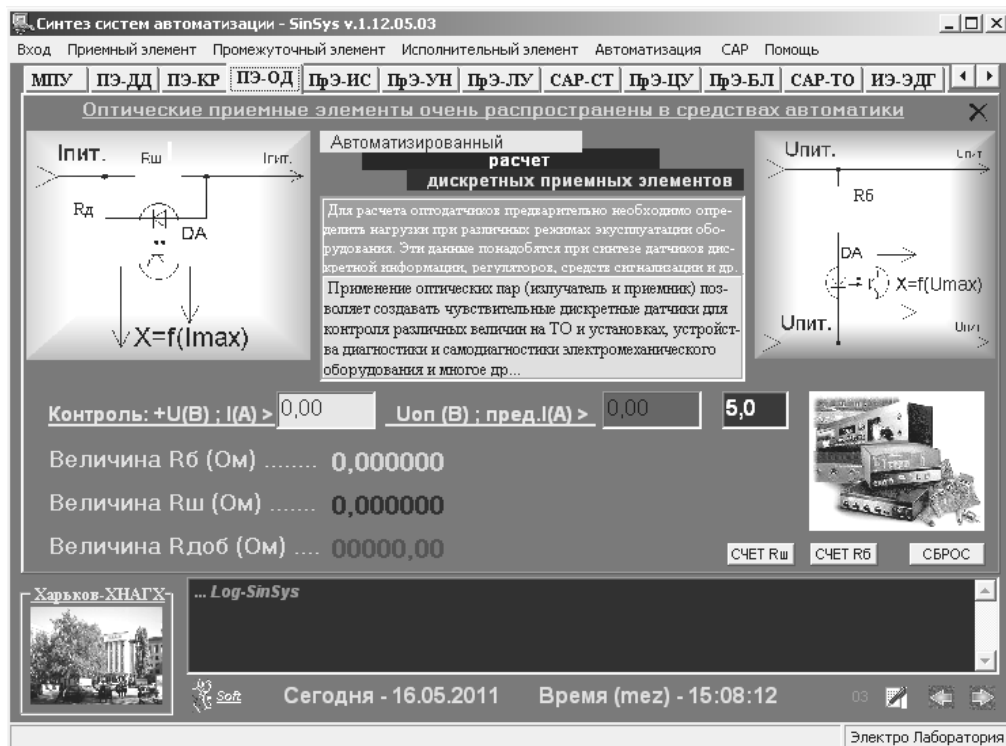 Синтез систем автоматизации - SinSys v.1.12.05.03
Вход Приемный элемент Промежуточный элемент Исполнительный элемент Автоматизация САР Помощь
МПУ ПЭ-ДД ПЭ-КР ПЭ-ОД ПрЭ-ИС ПрЭ-УН ПрЭ-ЛУ САР-СТ ПрЭ-ЦУ ПрЭ-БЛ САР-ТО ИЭ-ЭДГ
Оптические приемные элементы очень распространены в средствах автоматики
Iпит. Rш Iпит.
Rд
DA
X=f(Imax)
Автоматизированный
расчет
дискретных приемных элементов
Для расчета оптодатчиков предварительно необходимо опре-
делить нагрузки при различных режимах эксуплуатации обо-
рудования. Эти данные понадобятся при синтезе датчиков дис-
кретной информации, регуляторов, средств сигнализации и др.
Применение оптических пар (излучатель и приемник) поз-
воляет создавать чувствительные дискретные датчики для
контроля различных величин на ТО и установках, устройст-
ва диагностики и самодиагностики электромеханического
оборудования и многое др...
Uпит. Uпит
Rб
DA
X=f(Umax)
Uпит. Uпит
Контроль: +U(В) ; I(А) > 0,00 Uоп (В) ; пред.I(А) > 0,00 5,0
Величина Rб (Ом) ........ 0,000000
Величина Rш (Ом) ....... 0,000000
Величина Rдоб (Ом) .... 00000,00
СЧЕТ Rш СЧЕТ Rб СБРОС
Харьков-ХНАГХ
... Log-SinSys
Soft Сегодня - 16.05.2011 Время (mez) - 15:08:12 03
Электро Лаборатория